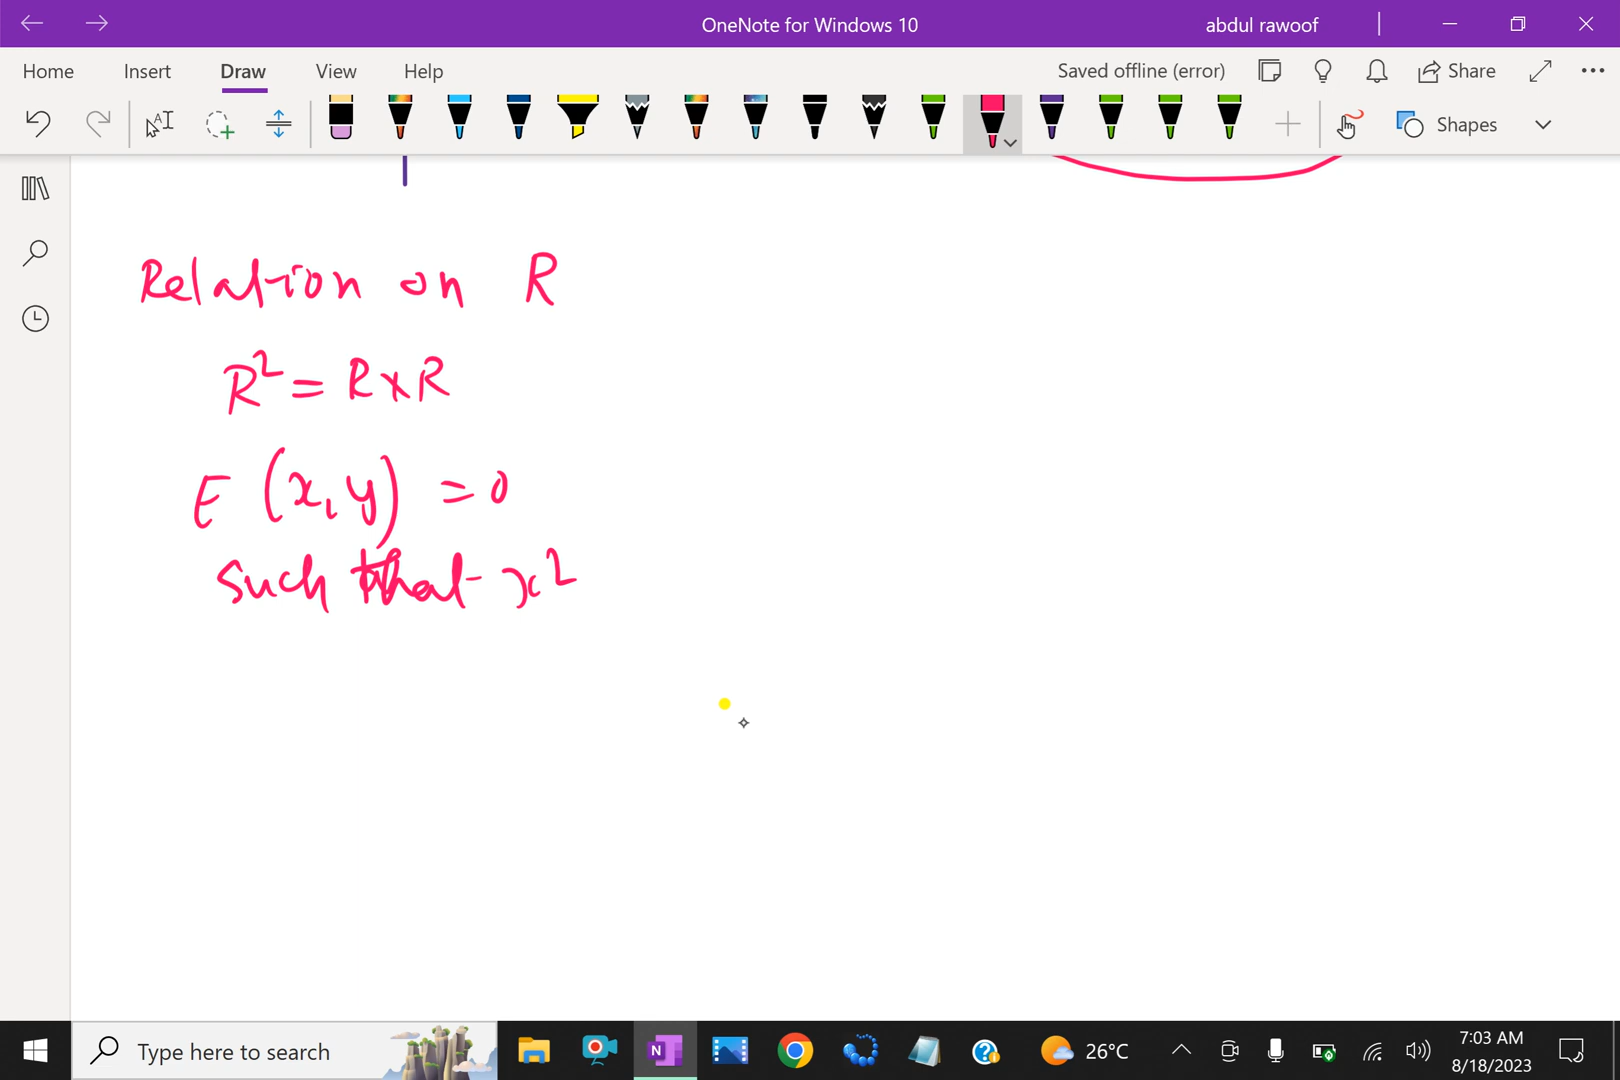 OneNote for Windows 10
abdul rawoof
Home Insert Draw View Help
Saved offline (error) Share
Shapes
Relation on R
R² = R×R
E (x, y) = 0
such that x²
Type here to search
26°C
7:03 AM
8/18/2023